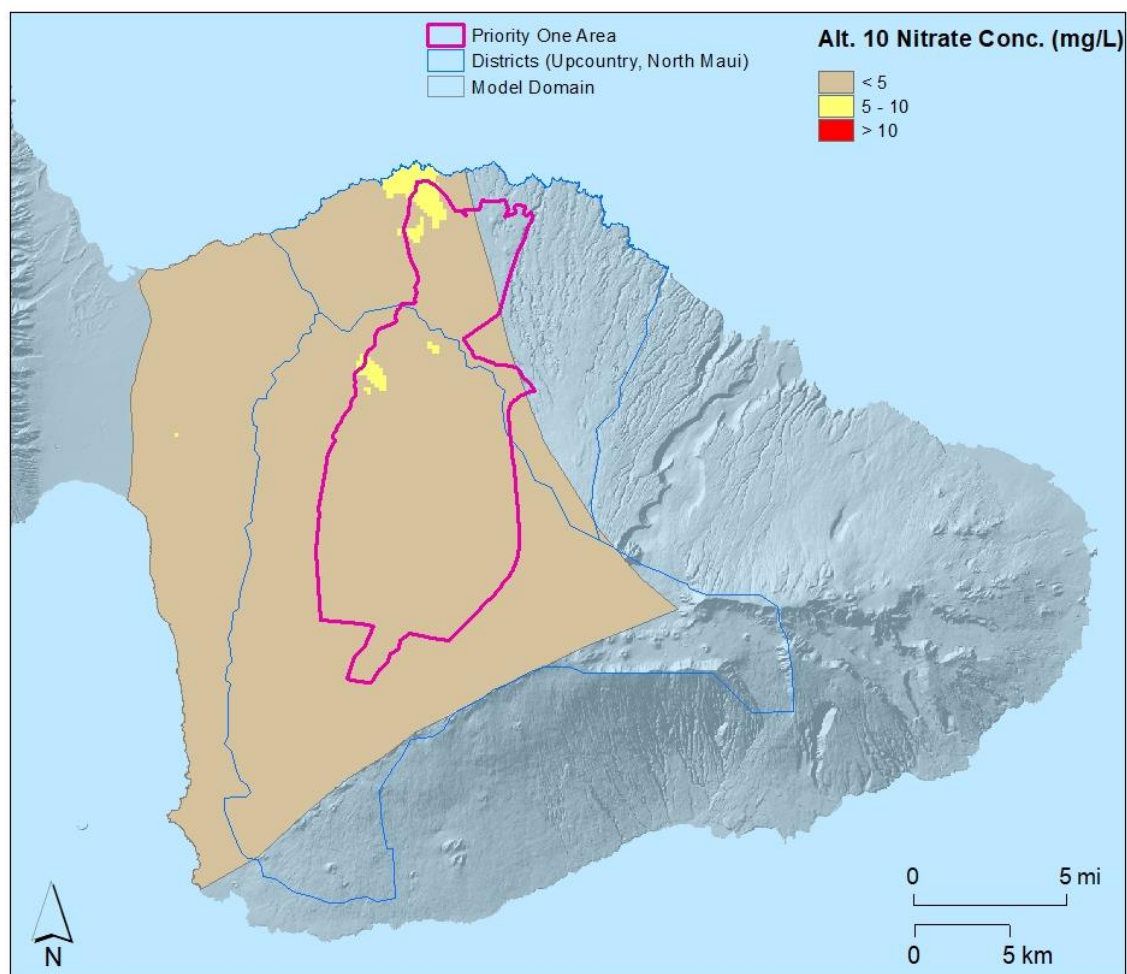 Priority One Area
Districts (Upcountry, North Maui)
Model Domain
Alt. 10 Nitrate Conc. (mg/L)
< 5
5 - 10
> 10
N
0 5 mi
0 5 km